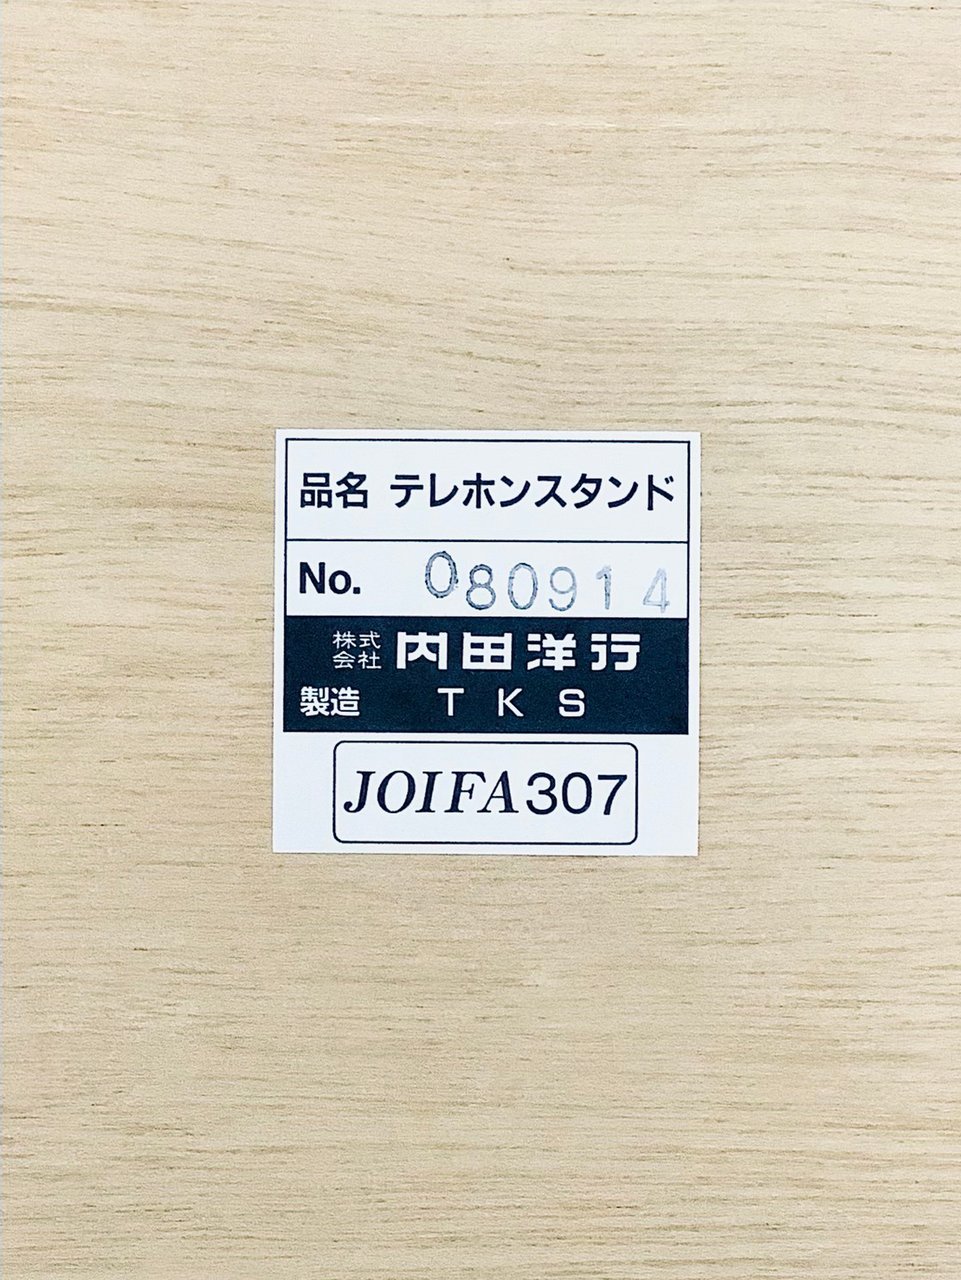 品名 テレホンスタンド
No. 080914
株式会社 内田洋行
製造 TKS
JOIFA307